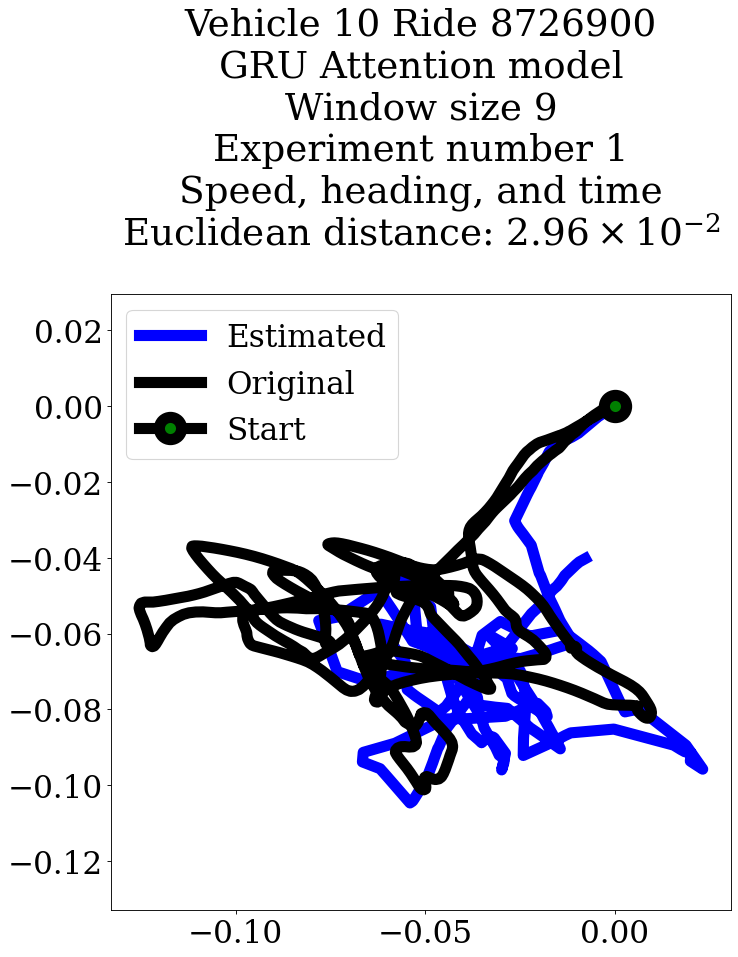 Vehicle 10 Ride 8726900
GRU Attention model
Window size 9
Experiment number 1
Speed, heading, and time
Euclidean distance: 2.96 × 10⁻²
Estimated
Original
Start
0.02
0.00
−0.02
−0.04
−0.06
−0.08
−0.10
−0.12
−0.10
−0.05
0.00